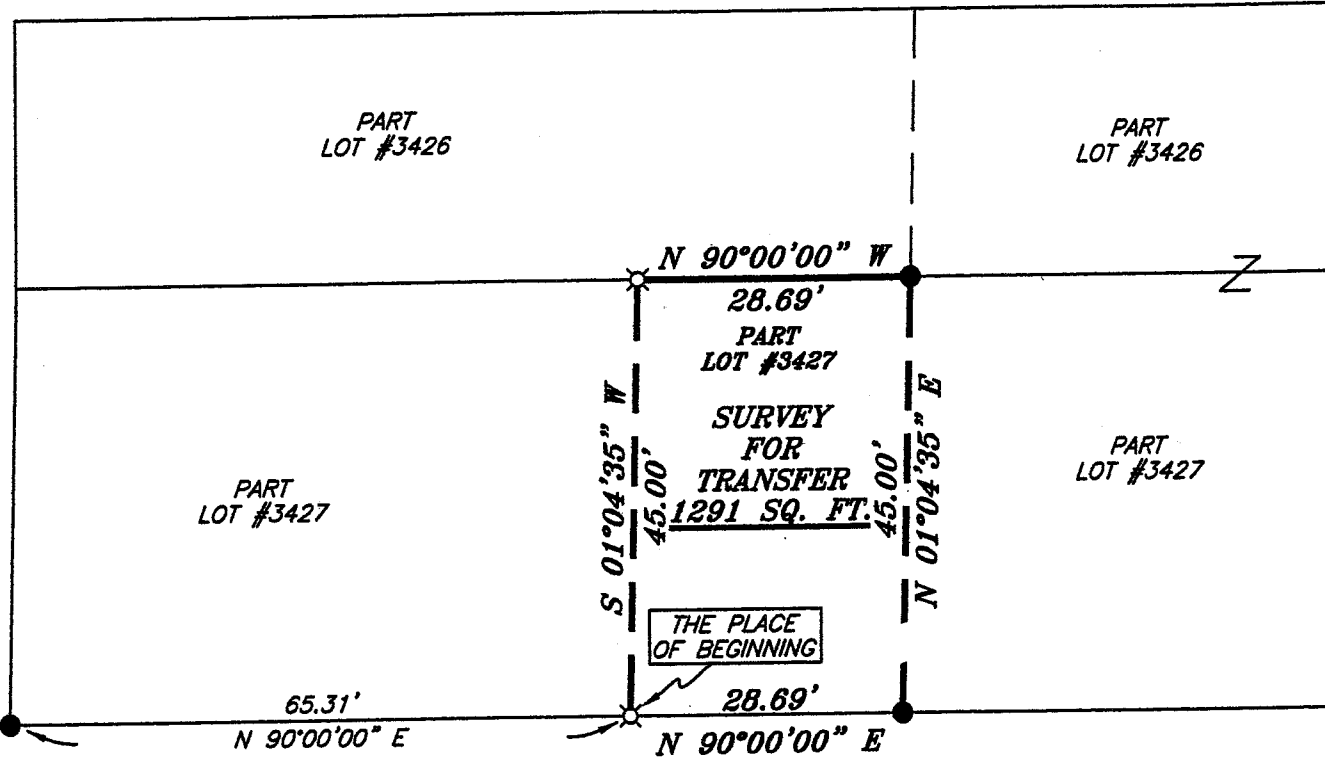 PART
LOT #3426
PART
LOT #3426
N 90°00'00" W
28.69'
PART
LOT #3427
SURVEY
FOR
TRANSFER
1291 SQ. FT.
S 01°04'35" W
45.00'
45.00'
N 01°04'35" E
PART
LOT #3427
PART
LOT #3427
THE PLACE
OF BEGINNING
65.31'
N 90°00'00" E
28.69'
N 90°00'00" E